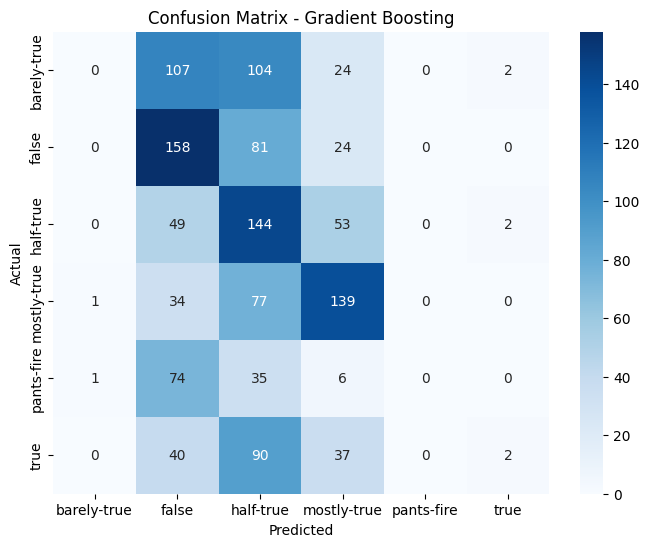 Confusion Matrix - Gradient Boosting
Actual
barely-true 0 107 104 24 0 2
false 0 158 81 24 0 0
half-true 0 49 144 53 0 2
mostly-true 1 34 77 139 0 0
pants-fire 1 74 35 6 0 0
true 0 40 90 37 0 2
barely-true false half-true mostly-true pants-fire true
Predicted
140
120
100
80
60
40
20
0